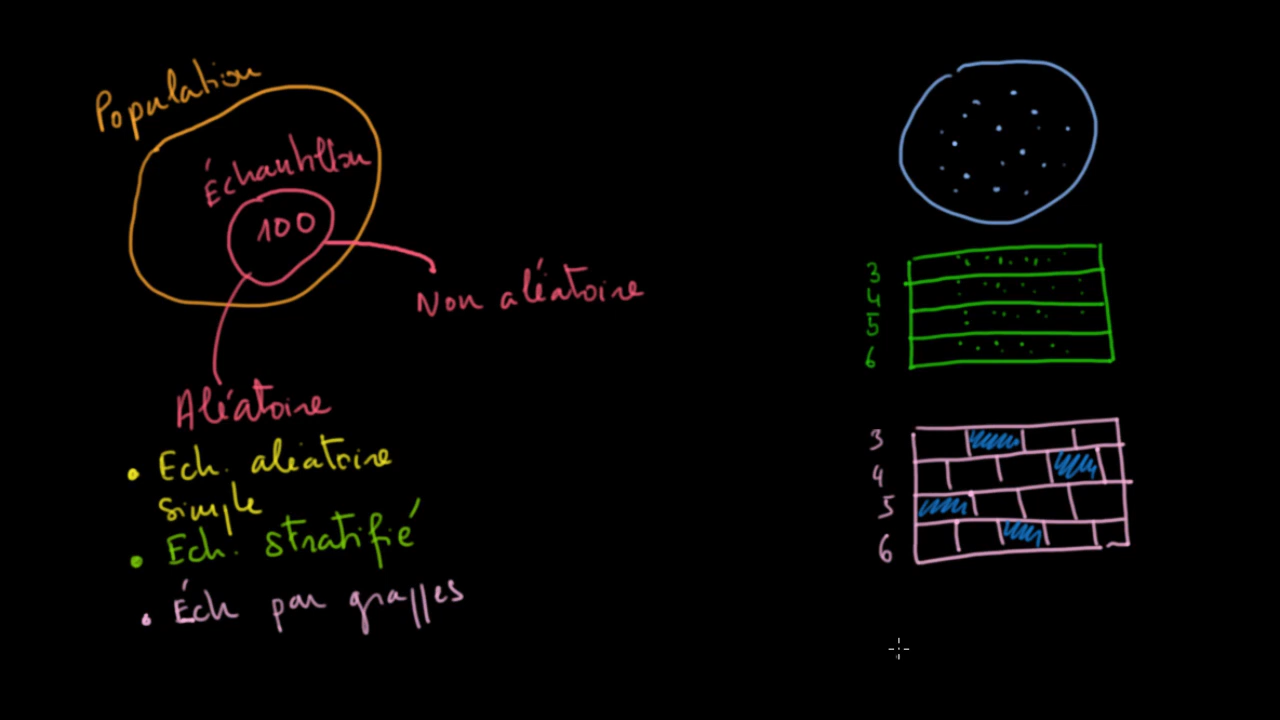 Population
Échantillon
100
Non aléatoire
Aléatoire
• Ech. aléatoire
simple
• Ech. stratifié
• Éch par grappes
3
4
5
6
3
4
5
6